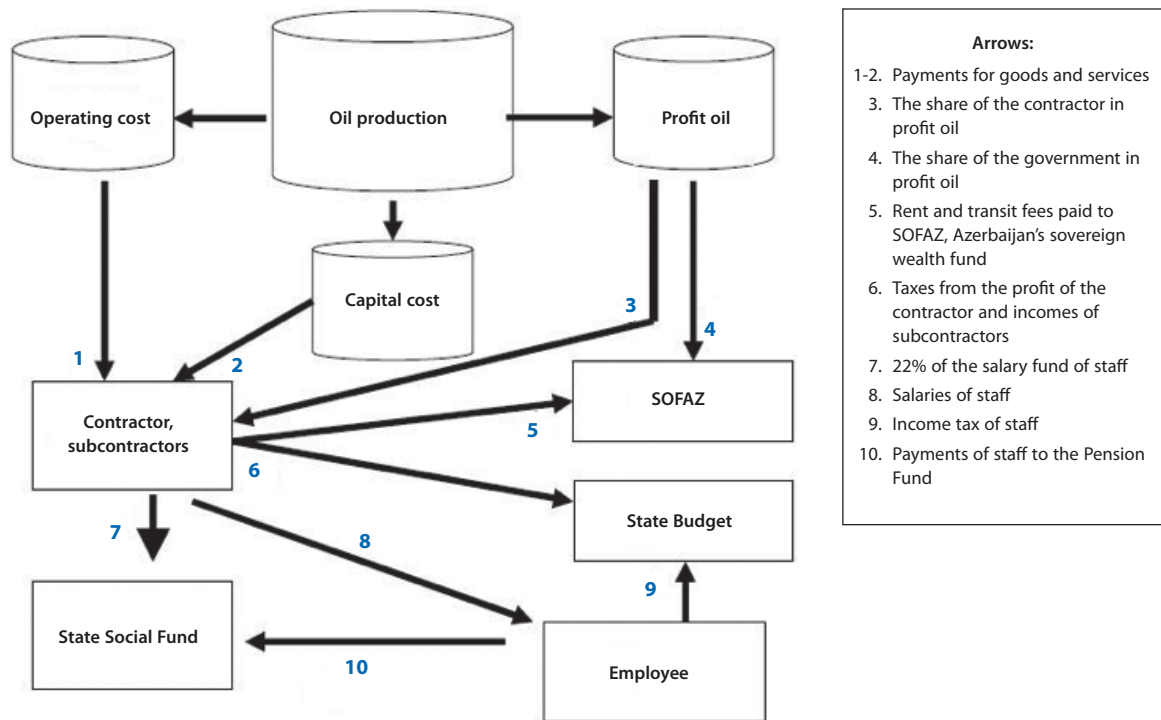 Operating cost
Oil production
Profit oil
Capital cost
1
2
3
4
Contractor,
subcontractors
SOFAZ
5
6
State Budget
7
8
9
State Social Fund
Employee
10
Arrows:
1-2. Payments for goods and services
3. The share of the contractor in
profit oil
4. The share of the government in
profit oil
5. Rent and transit fees paid to
SOFAZ, Azerbaijan's sovereign
wealth fund
6. Taxes from the profit of the
contractor and incomes of
subcontractors
7. 22% of the salary fund of staff
8. Salaries of staff
9. Income tax of staff
10. Payments of staff to the Pension
Fund